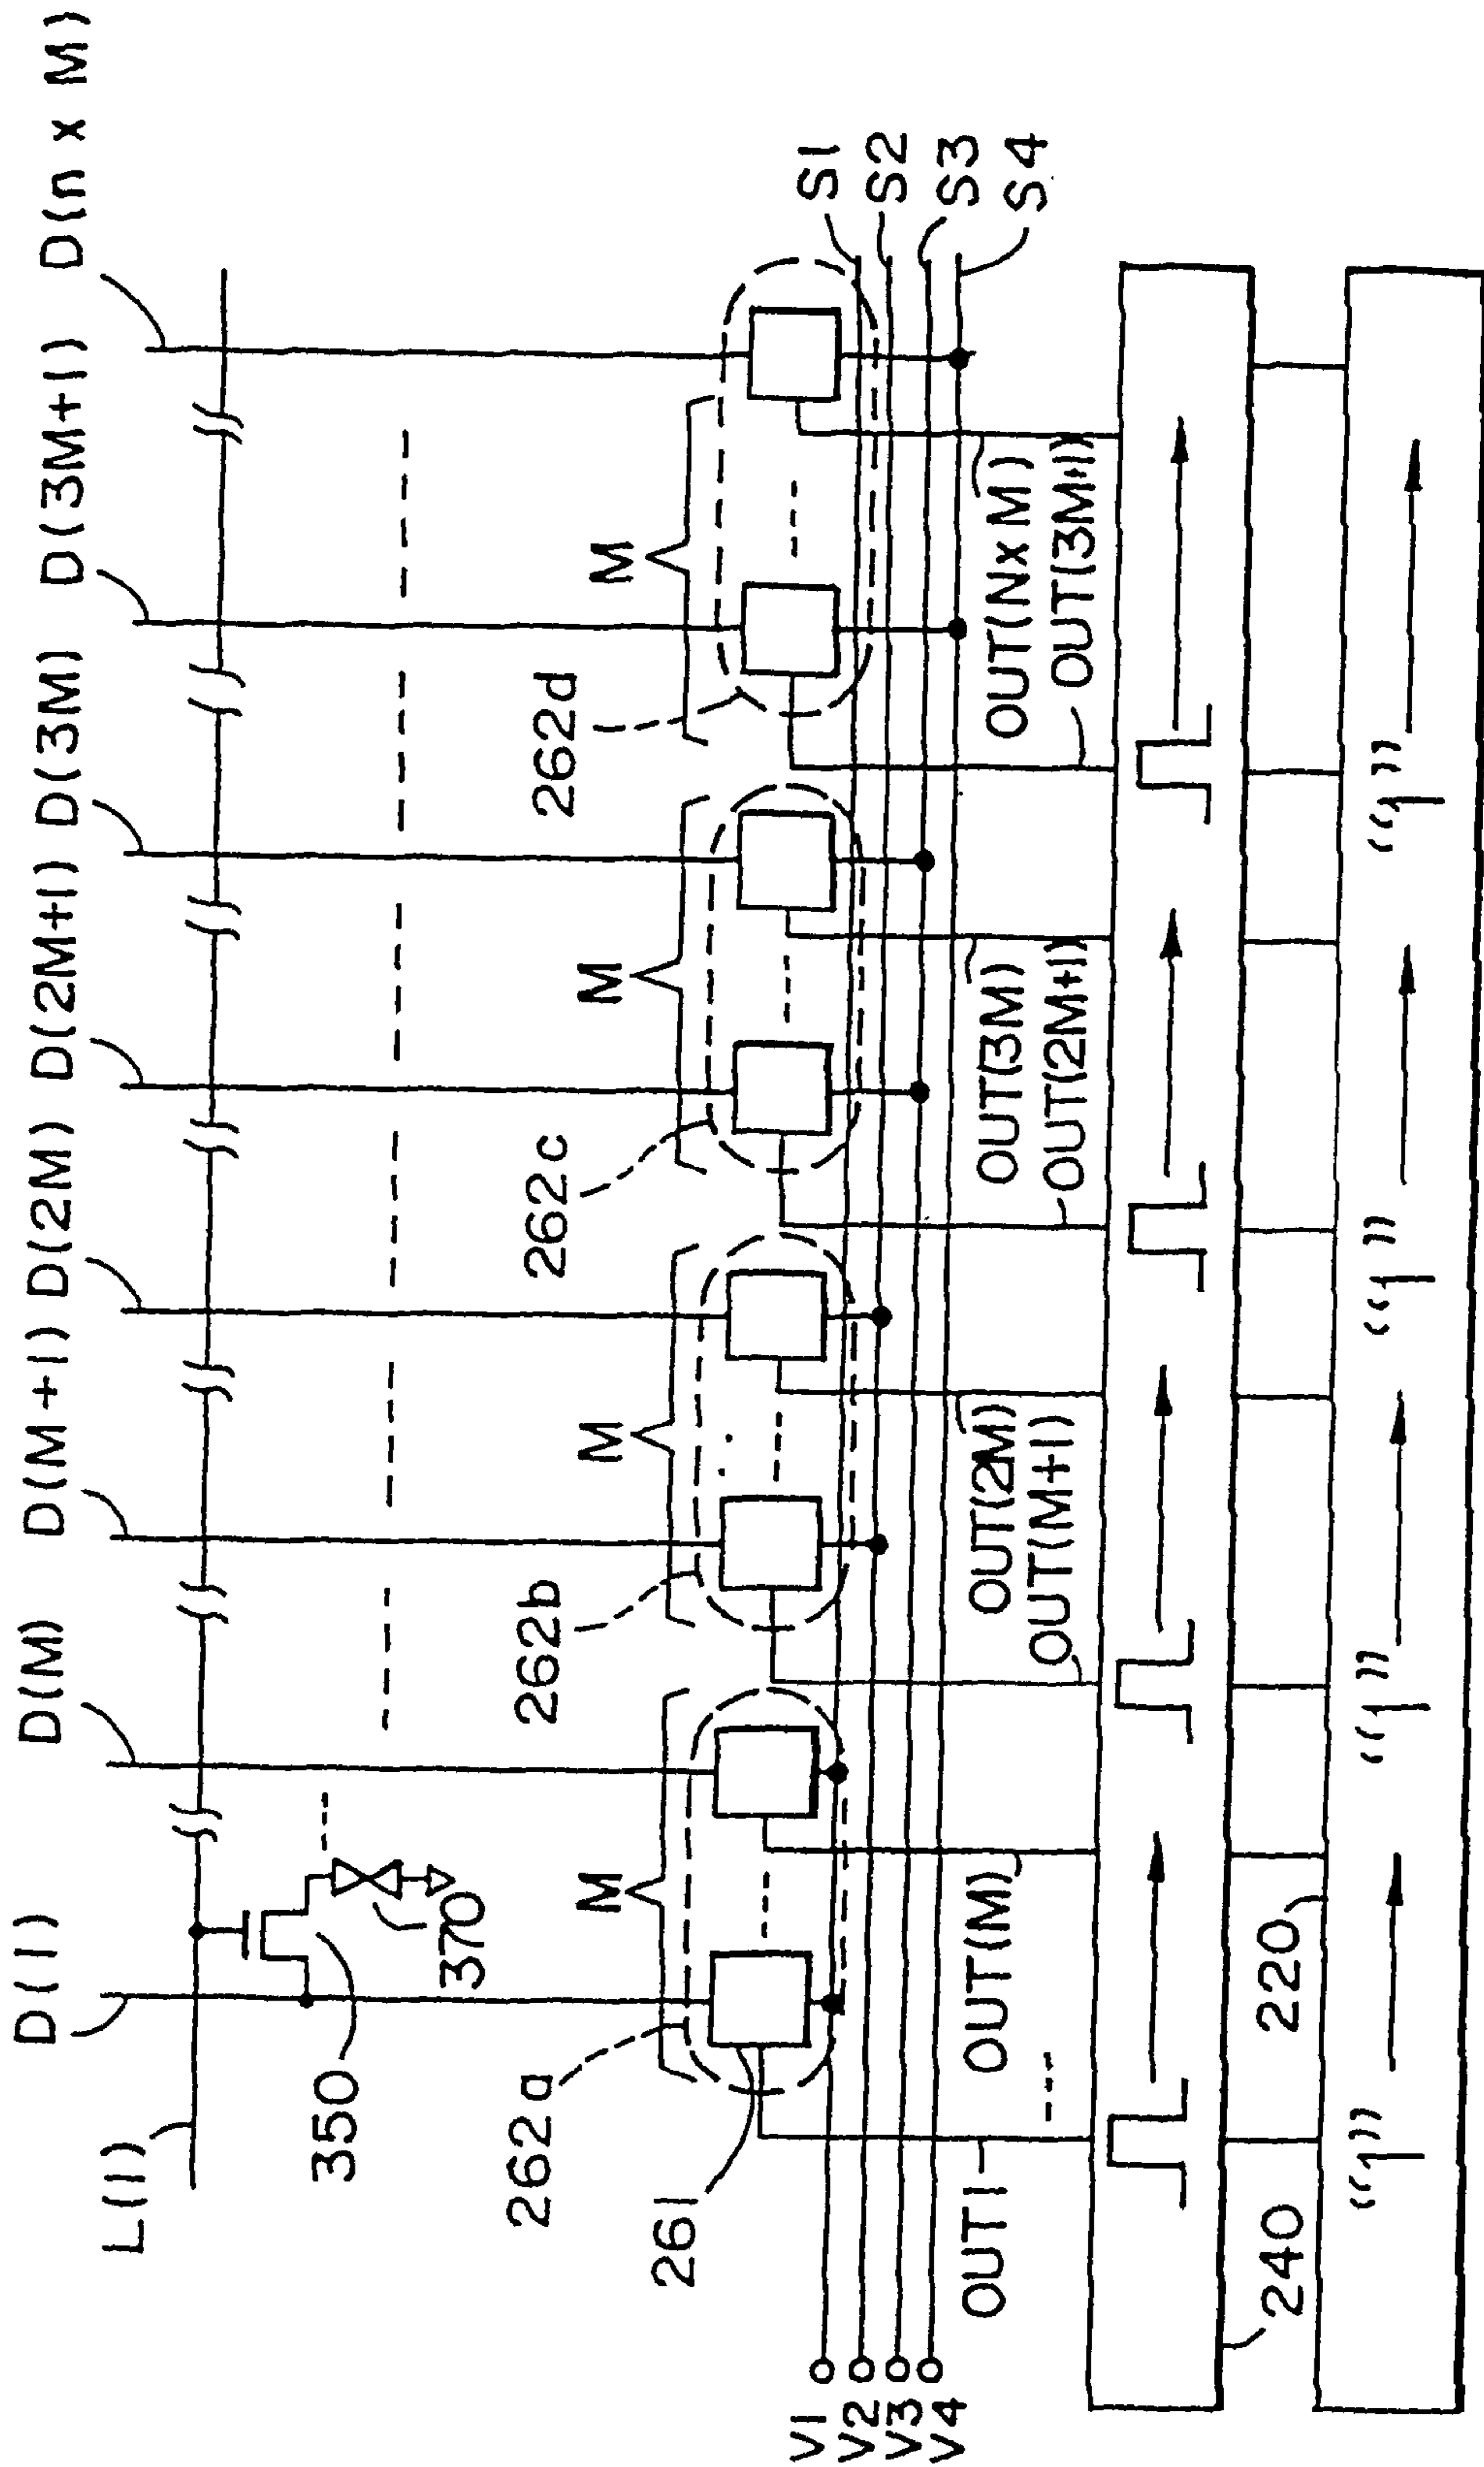 D(1)
D(M)
D(M+1)
D(2M)
D(2M+1)
D(3M)
D(3M+1)
D(n x M)
L(1)
350
370
M
M
M
M
262a
262b
262c
262d
261
S1
S2
S3
S4
V1
V2
V3
V4
OUT1
OUT(M)
OUT(2M)
OUT(M+1)
OUT(3M)
OUT(2M+1)
OUT(NxM)
OUT(3M+1)
240
220
“1”
“1”
“1”
“1”